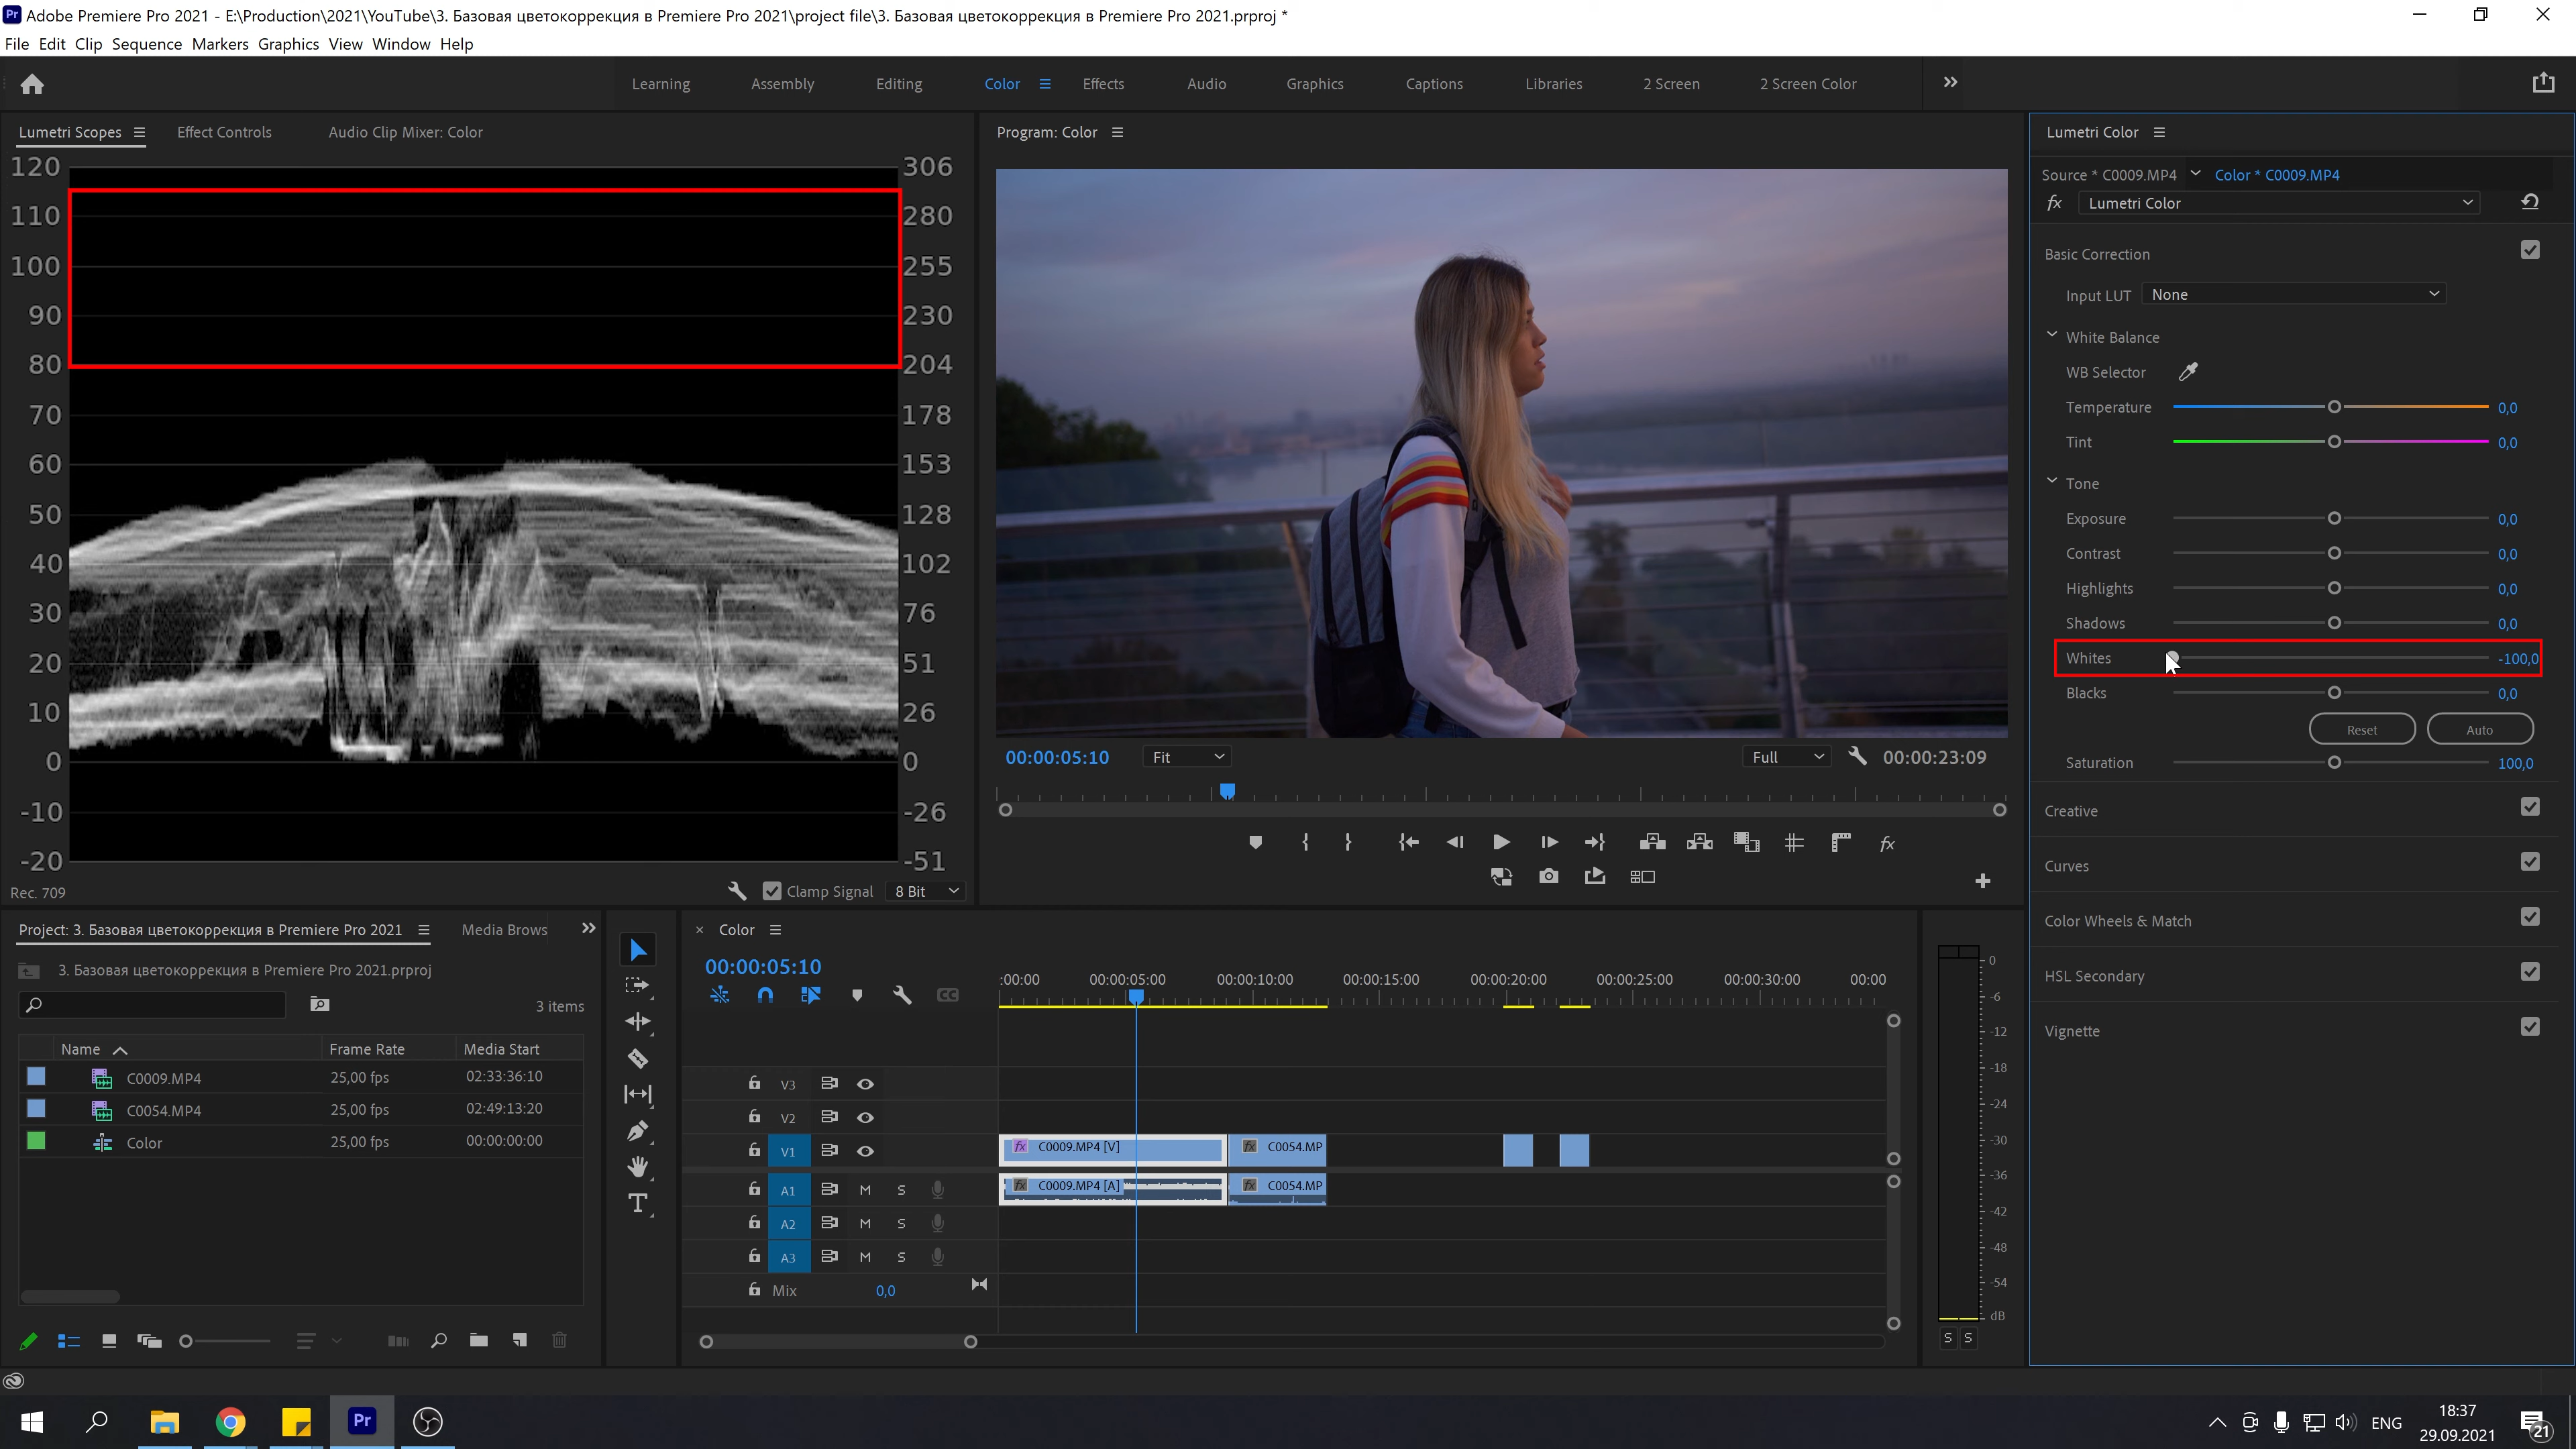 Adobe Premiere Pro 2021 - E:\Production\2021\YouTube\3. Базовая цветокоррекция в Premiere Pro 2021\project file\3. Базовая цветокоррекция в Premiere Pro 2021.prproj *
File Edit Clip Sequence Markers Graphics View Window Help
Learning Assembly Editing Color Effects Audio Graphics Captions Libraries 2 Screen 2 Screen Color
Lumetri Scopes Effect Controls Audio Clip Mixer: Color
120 306
110 280
100 255
90 230
80 204
70 178
60 153
50 128
40 102
30 76
20 51
10 26
0 0
-10 -26
-20 -51
Rec. 709 Clamp Signal 8 Bit
Program: Color
00:00:05:10 Fit Full 00:00:23:09
Lumetri Color
Source * C0009.MP4 Color * C0009.MP4
fx Lumetri Color
Basic Correction
Input LUT None
White Balance
WB Selector
Temperature 0,0
Tint 0,0
Tone
Exposure 0,0
Contrast 0,0
Highlights 0,0
Shadows 0,0
Whites -100,0
Blacks 0,0
Reset Auto
Saturation 100,0
Creative
Curves
Color Wheels & Match
HSL Secondary
Vignette
Project: 3. Базовая цветокоррекция в Premiere Pro 2021 Media Brows
3. Базовая цветокоррекция в Premiere Pro 2021.prproj
3 items
Name Frame Rate Media Start
C0009.MP4 25,00 fps 02:33:36:10
C0054.MP4 25,00 fps 02:49:13:20
Color 25,00 fps 00:00:00:00
× Color
00:00:05:10
:00:00 00:00:05:00 00:00:10:00 00:00:15:00 00:00:20:00 00:00:25:00 00:00:30:00 00:00
V3
V2
V1 fx C0009.MP4 [V] fx C0054.MP
A1 M S fx C0009.MP4 [A] fx C0054.MP
A2 M S
A3 M S
Mix 0,0
0
-6
-12
-18
-24
-30
-36
-42
-48
-54
dB
S S
Pr
ENG
18:37
29.09.2021
21